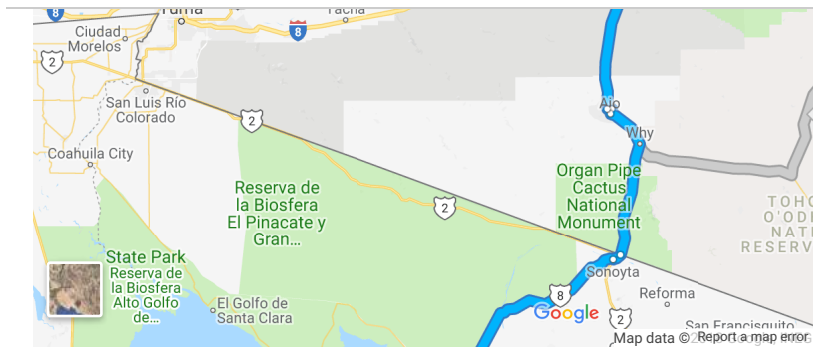 Yuma
8
Tacna
Ciudad
Morelos
2
8
San Luis Río
Colorado
2
Ajo
Why
Coahuila City
Organ Pipe
Cactus
National
Monument
Reserva de
la Biosfera
El Pinacate y
Gran...
2
TOHO
O'ODH
NATI
RESERV
State Park
Reserva de
la Biosfera
Alto Golfo
de...
Sonoyta
El Golfo de
Santa Clara
8
Reforma
Google
2
San Francisquito
Map data ©
Report a map error